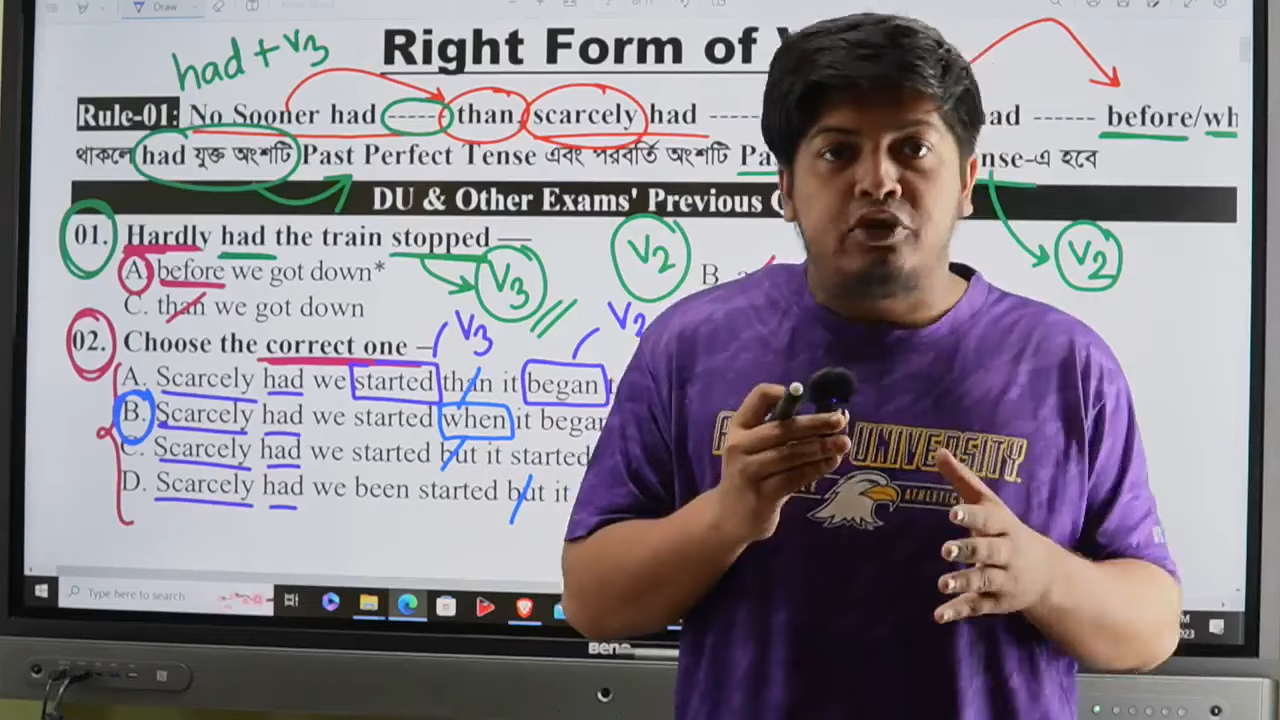 Draw
had + v3
Right Form of
Rule-01: No Sooner had ------ than, scarcely had ------ had ------ before/wh
থাকলে had যুক্ত অংশটি Past Perfect Tense এবং পরবর্তি অংশটি Pa nse-এ হবে
DU & Other Exams' Previous
01. Hardly had the train stopped —
v3 v2 v2
A. before we got down* B.
C. than we got down
02. Choose the correct one –
v3 v2
A. Scarcely had we started than it began
B. Scarcely had we started when it began
C. Scarcely had we started but it started
D. Scarcely had we been started but it
UNIVERSITY
ATHLETIC
Type here to search
BenQ